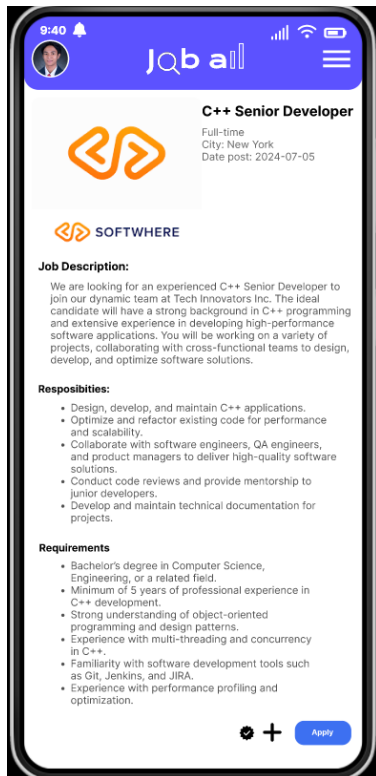 9:40
Job all
C++ Senior Developer
Full-time
City: New York
Date post: 2024-07-05
SOFTWHERE
Job Description:
We are looking for an experienced C++ Senior Developer to
join our dynamic team at Tech Innovators Inc. The ideal
candidate will have a strong background in C++ programming
and extensive experience in developing high-performance
software applications. You will be working on a variety of
projects, collaborating with cross-functional teams to design,
develop, and optimize software solutions.
Resposibities:
• Design, develop, and maintain C++ applications.
• Optimize and refactor existing code for performance
and scalability.
• Collaborate with software engineers, QA engineers,
and product managers to deliver high-quality software
solutions.
• Conduct code reviews and provide mentorship to
junior developers.
• Develop and maintain technical documentation for
projects.
Requirements
• Bachelor's degree in Computer Science,
Engineering, or a related field.
• Minimum of 5 years of professional experience in
C++ development.
• Strong understanding of object-oriented
programming and design patterns.
• Experience with multi-threading and concurrency
in C++.
• Familiarity with software development tools such
as Git, Jenkins, and JIRA.
• Experience with performance profiling and
optimization.
Apply